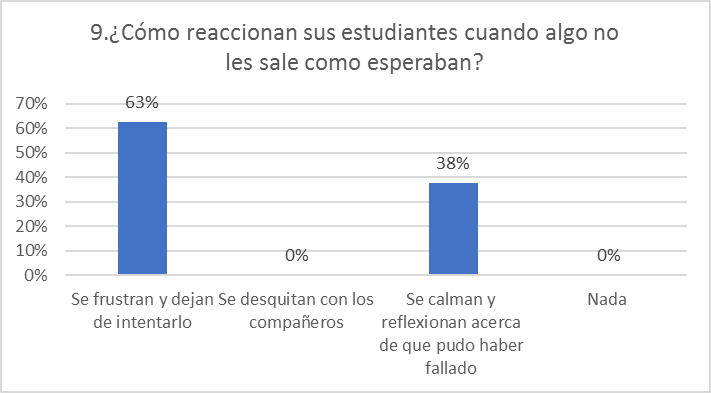 9.¿Cómo reaccionan sus estudiantes cuando algo no
les sale como esperaban?
70%
60%
50%
40%
30%
20%
10%
0%
63%
0%
38%
0%
Se frustran y dejan
de intentarlo
Se desquitan con los
compañeros
Se calman y
reflexionan acerca
de que pudo haber
fallado
Nada